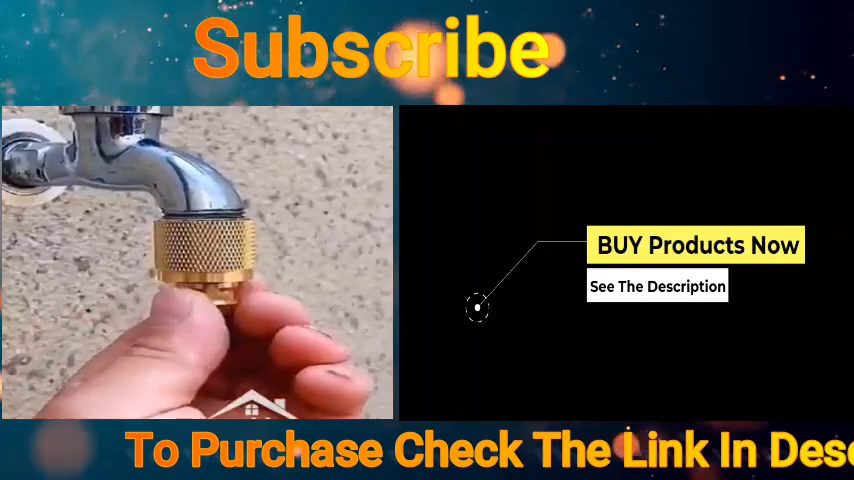 Subscribe
BUY Products Now
See The Description
To Purchase Check The Link In Desc